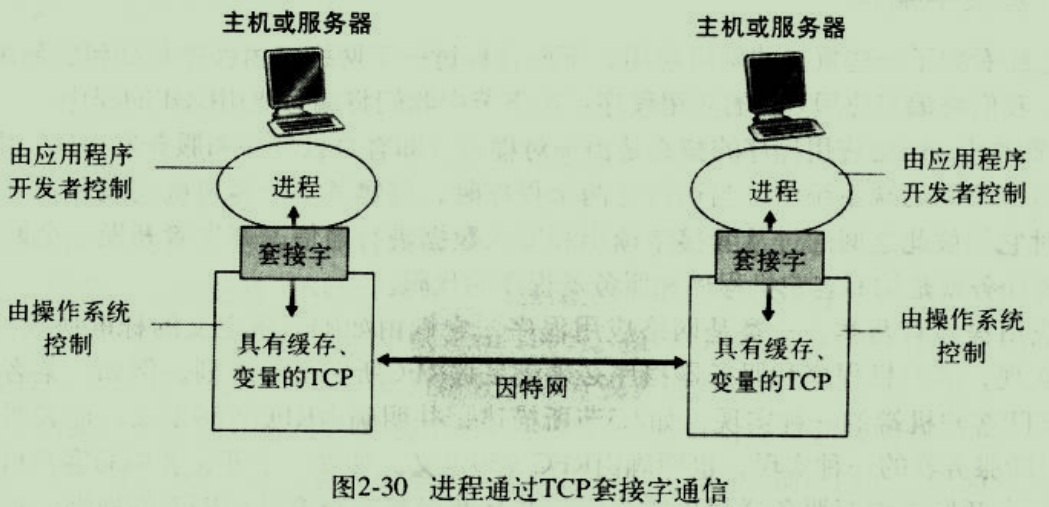 主机或服务器
主机或服务器
由应用程序
开发者控制
进程
进程
由应用程序
开发者控制
套接字
套接字
由操作系统
控制
具有缓存、
变量的TCP
因特网
具有缓存、
变量的TCP
由操作系统
控制
图2-30 进程通过TCP套接字通信